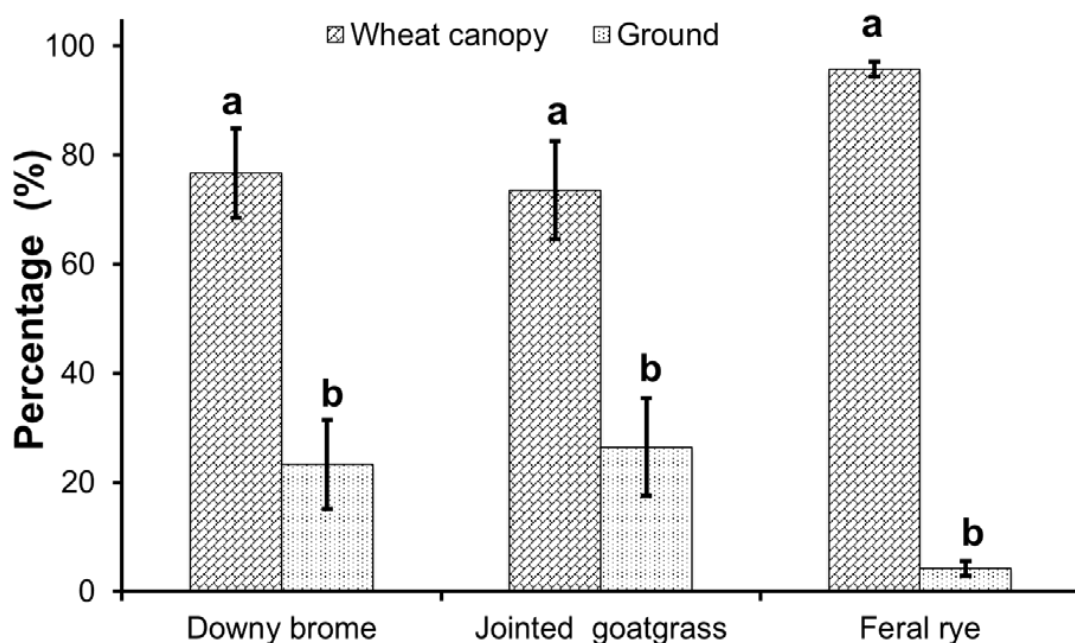 Wheat canopy Ground
Percentage (%)
100
80
60
40
20
0
a
b
a
b
a
b
Downy brome Jointed goatgrass Feral rye